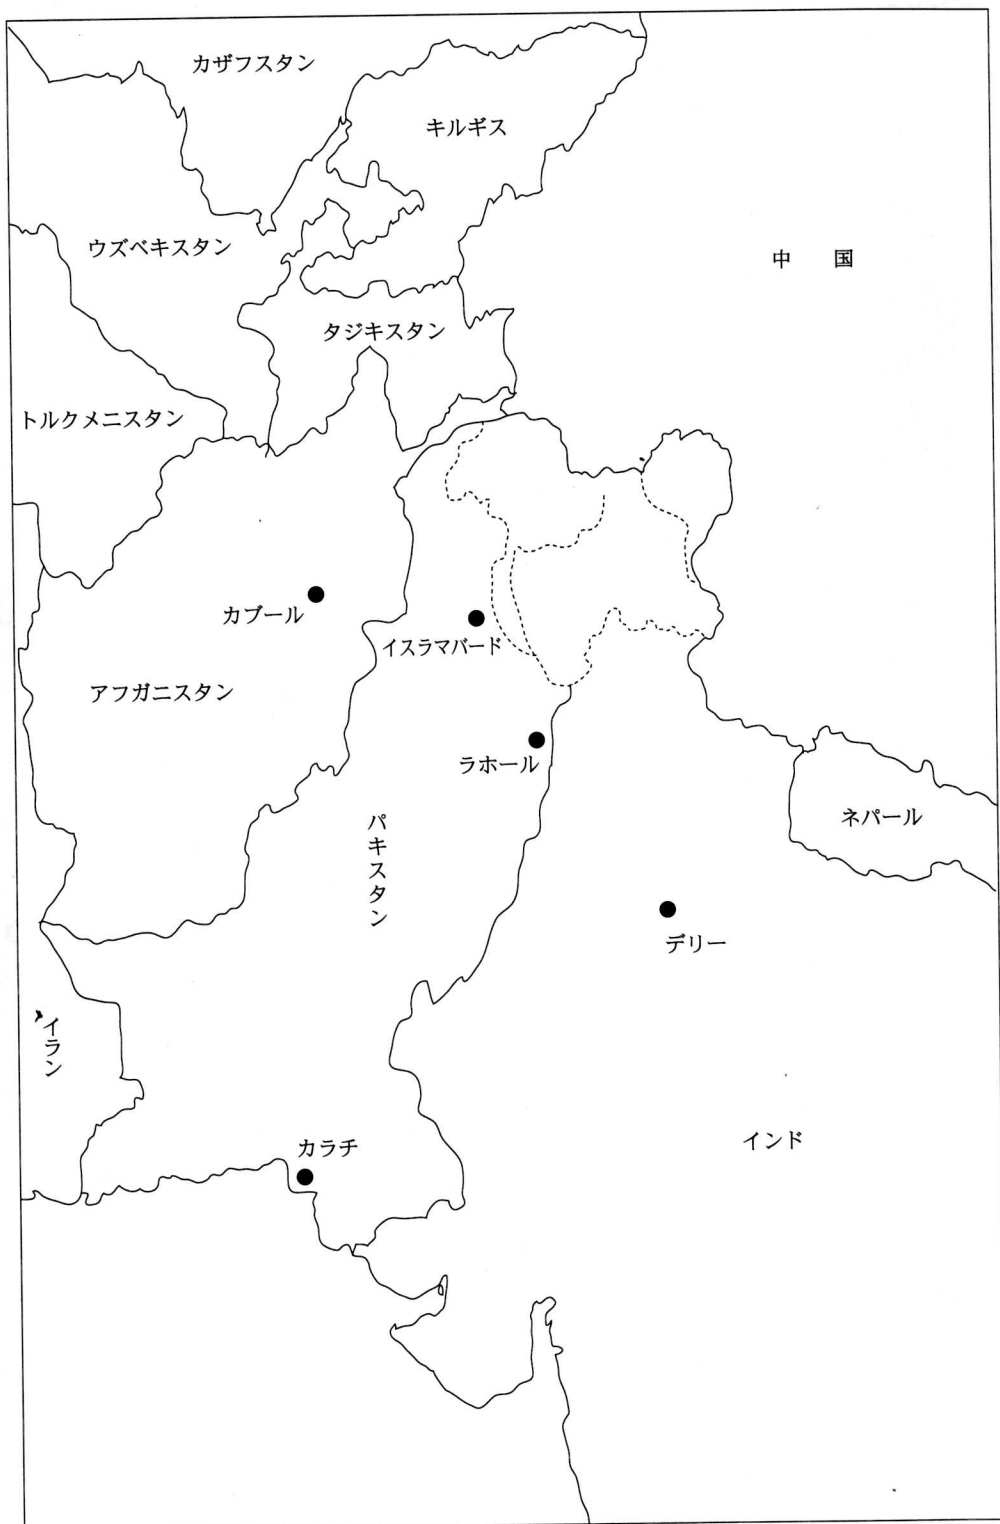 カザフスタン
キルギス
ウズベキスタン
中　国
タジキスタン
トルクメニスタン
カブール
イスラマバード
アフガニスタン
ラホール
パキスタン
ネパール
デリー
イラン
インド
カラチ